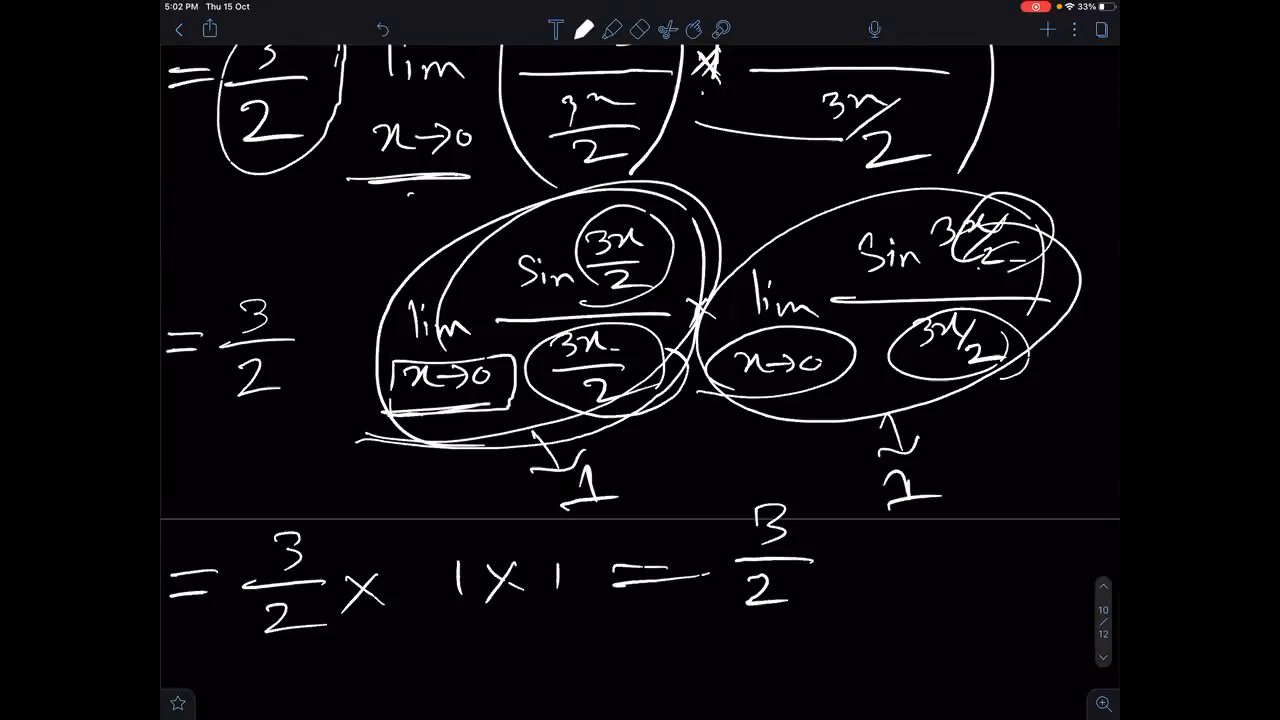 5:02 PM Thu 15 Oct
33%
T
= 3/2 lim x→0 3x/2 × 3x/2
= 3/2 lim x→0 sin 3x/2 / 3x/2 × lim x→0 sin 3x/2 / 3x/2
1 1
= 3/2 × 1 × 1 = 3/2
10
/
12